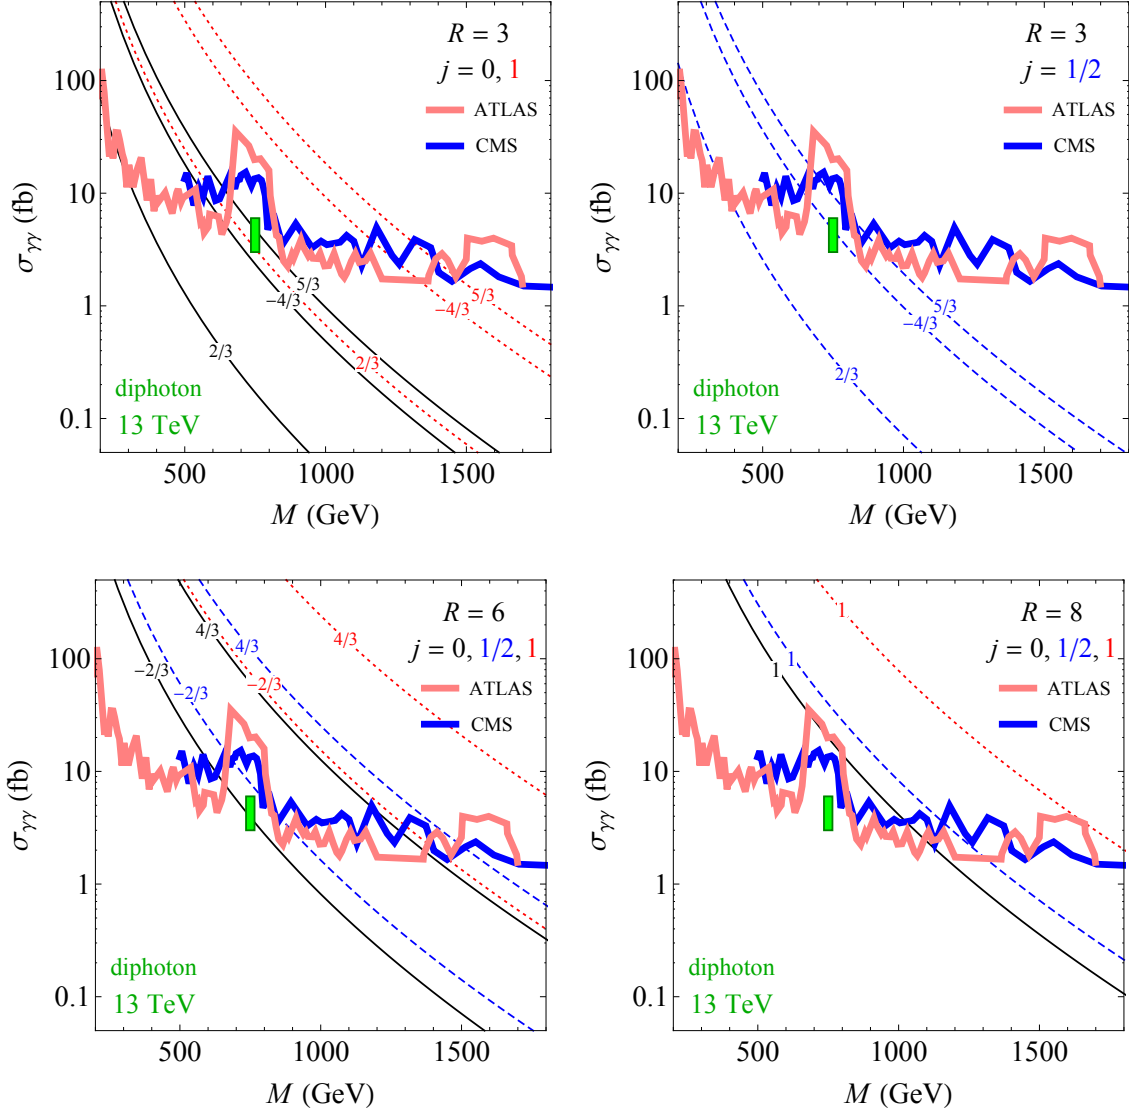 R = 3
j = 0, 1
ATLAS
CMS
100
10
1
0.1
σγγ (fb)
5/3
−4/3
5/3
−4/3
2/3
2/3
diphoton
13 TeV
500
1000
1500
M (GeV)
R = 3
j = 1/2
ATLAS
CMS
100
10
1
0.1
σγγ (fb)
5/3
−4/3
2/3
diphoton
13 TeV
500
1000
1500
M (GeV)
R = 6
j = 0, 1/2, 1
ATLAS
CMS
100
10
1
0.1
σγγ (fb)
4/3
4/3
4/3
−2/3
−2/3
−2/3
diphoton
13 TeV
500
1000
1500
M (GeV)
R = 8
j = 0, 1/2, 1
ATLAS
CMS
100
10
1
0.1
σγγ (fb)
1
1
1
diphoton
13 TeV
500
1000
1500
M (GeV)